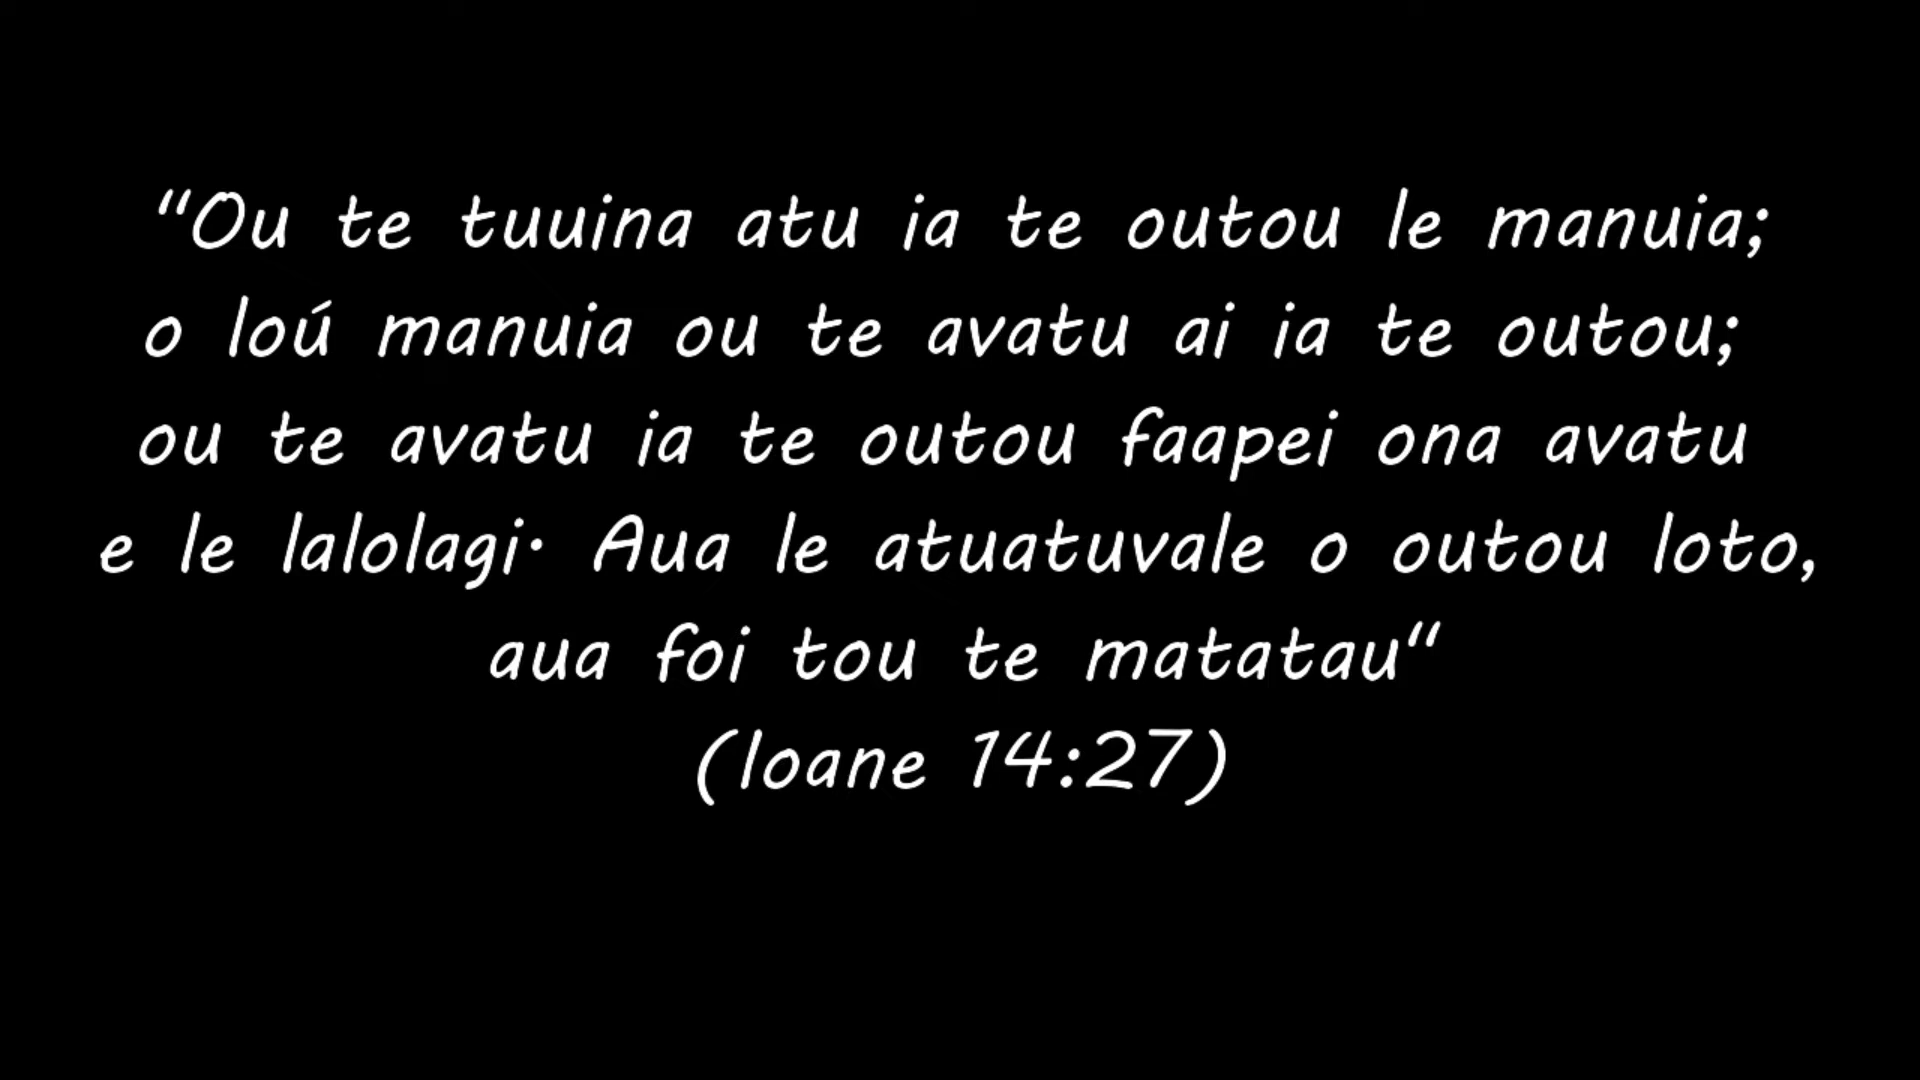 "Ou te tuuina atu ia te outou le manuia;
o loú manuia ou te avatu ai ia te outou;
ou te avatu ia te outou faapei ona avatu
e le lalolagi· Aua le atuatuvale o outou loto,
aua foi tou te matatau"
(Ioane 14:27)